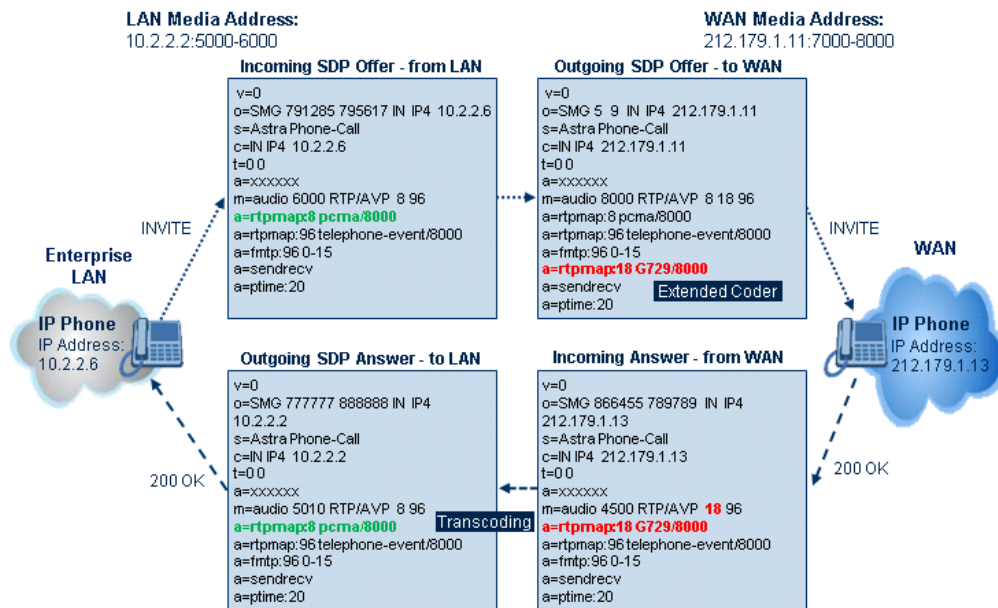 LAN Media Address:
10.2.2.2:5000-6000
WAN Media Address:
212.179.1.11:7000-8000
Incoming SDP Offer - from LAN
v=0
o=SMG 791285 795617 IN IP4 10.2.2.6
s=Astra Phone-Call
c=IN IP4 10.2.2.6
t=0 0
a=xxxxxx
m=audio 6000 RTP/AVP 8 96
a=rtpmap:8 pcma/8000
a=rtpmap:96 telephone-event/8000
a=fmtp:96 0-15
a=sendrecv
a=ptime:20
Outgoing SDP Offer - to WAN
v=0
o=SMG 5 9 IN IP4 212.179.1.11
s=Astra Phone-Call
c=IN IP4 212.179.1.11
t=0 0
a=xxxxxx
m=audio 8000 RTP/AVP 8 18 96
a=rtpmap:8 pcma/8000
a=rtpmap:96 telephone-event/8000
a=fmtp:96 0-15
a=rtpmap:18 G729/8000
a=sendrecv
a=ptime:20
Extended Coder
INVITE
INVITE
Enterprise
LAN
IP Phone
IP Address:
10.2.2.6
WAN
IP Phone
IP Address:
212.179.1.13
Outgoing SDP Answer - to LAN
v=0
o=SMG 777777 888888 IN IP4
10.2.2.2
s=Astra Phone-Call
c=IN IP4 10.2.2.2
t=0 0
a=xxxxxx
m=audio 5010 RTP/AVP 8 96
a=rtpmap:8 pcma/8000
a=rtpmap:96 telephone-event/8000
a=fmtp:96 0-15
a=sendrecv
a=ptime:20
Transcoding
Incoming Answer - from WAN
v=0
o=SMG 866455 789789 IN IP4
212.179.1.13
s=Astra Phone-Call
c=IN IP4 212.179.1.13
t=0 0
a=xxxxxx
m=audio 4500 RTP/AVP 18 96
a=rtpmap:18 G729/8000
a=rtpmap:96 telephone-event/8000
a=fmtp:96 0-15
a=sendrecv
a=ptime:20
200 OK
200 OK